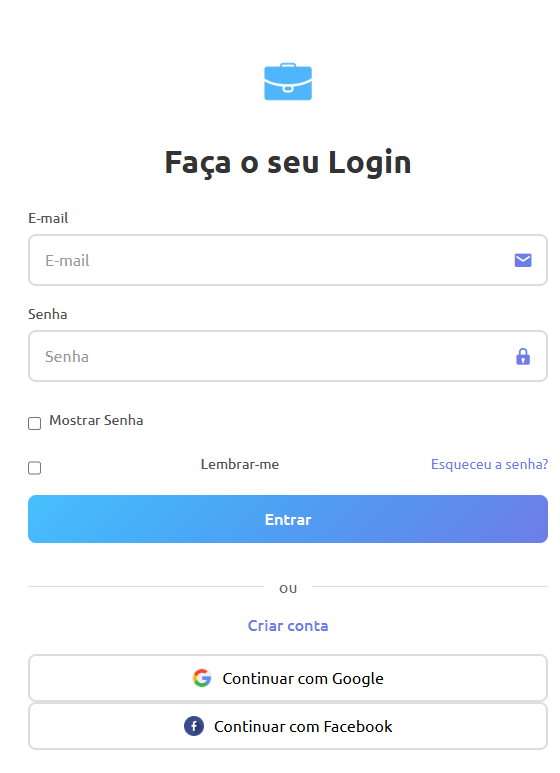 Faça o seu Login
E-mail
E-mail
Senha
Senha
Mostrar Senha
Lembrar-me Esqueceu a senha?
Entrar
ou
Criar conta
Continuar com Google
Continuar com Facebook